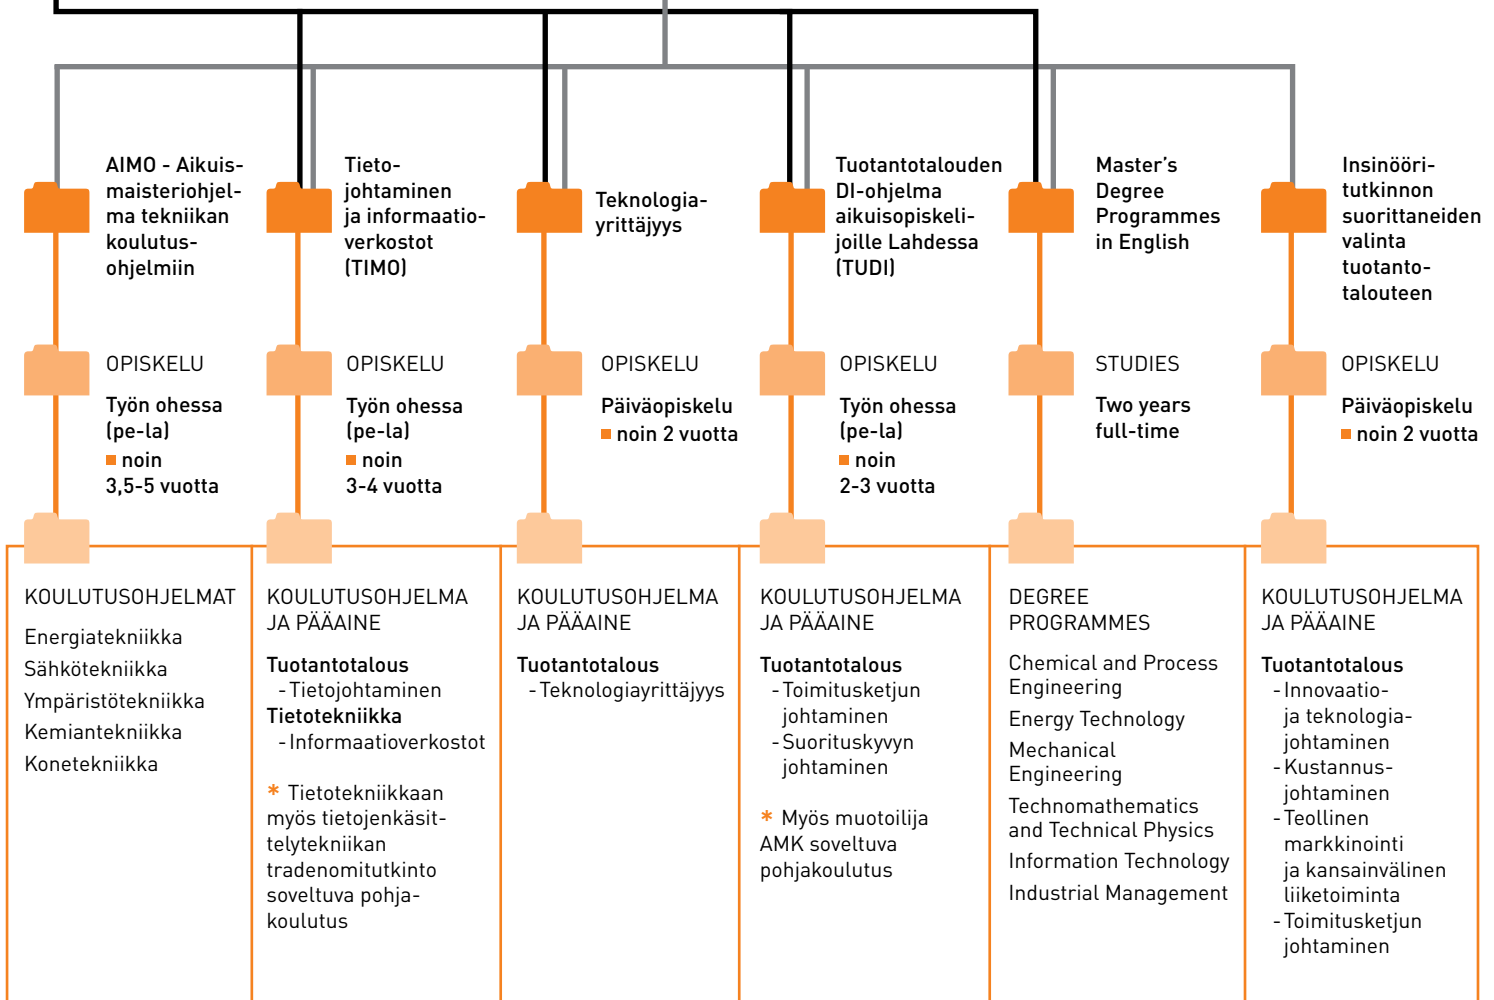 AIMO - Aikuis-
maisteriohjel-
ma tekniikan
koulutus-
ohjelmiin
OPISKELU
Työn ohessa
(pe-la)
noin
3,5-5 vuotta
KOULUTUSOHJELMAT
Energiatekniikka
Sähkötekniikka
Ympäristötekniikka
Kemiantekniikka
Konetekniikka
Tieto-
johtaminen
ja informaatio-
verkostot
(TIMO)
OPISKELU
Työn ohessa
(pe-la)
noin
3-4 vuotta
KOULUTUSOHJELMA
JA PÄÄAINE
Tuotantotalous
- Tietojohtaminen
Tietotekniikka
- Informaatioverkostot
* Tietotekniikkaan
myös tietojenkäsit-
telytekniikan
tradenomitutkinto
soveltuva pohja-
koulutus
Teknologia-
yrittäjyys
OPISKELU
Päiväopiskelu
noin 2 vuotta
KOULUTUSOHJELMA
JA PÄÄAINE
Tuotantotalous
- Teknologiayrittäjyys
Tuotantotalouden
DI-ohjelma
aikuisopiskeli-
joille Lahdessa
(TUDI)
OPISKELU
Työn ohessa
(pe-la)
noin
2-3 vuotta
KOULUTUSOHJELMA
JA PÄÄAINE
Tuotantotalous
- Toimitusketjun
johtaminen
- Suorituskyvyn
johtaminen
* Myös muotoilija
AMK soveltuva
pohjakoulutus
Master's
Degree
Programmes
in English
STUDIES
Two years
full-time
DEGREE
PROGRAMMES
Chemical and Process
Engineering
Energy Technology
Mechanical
Engineering
Technomathematics
and Technical Physics
Information Technology
Industrial Management
Insinööri-
tutkinnon
suorittaneiden
valinta
tuotanto-
talouteen
OPISKELU
Päiväopiskelu
noin 2 vuotta
KOULUTUSOHJELMA
JA PÄÄAINE
Tuotantotalous
- Innovaatio-
ja teknologia-
johtaminen
- Kustannus-
johtaminen
- Teollinen
markkinointi
ja kansainvälinen
liiketoiminta
- Toimitusketjun
johtaminen